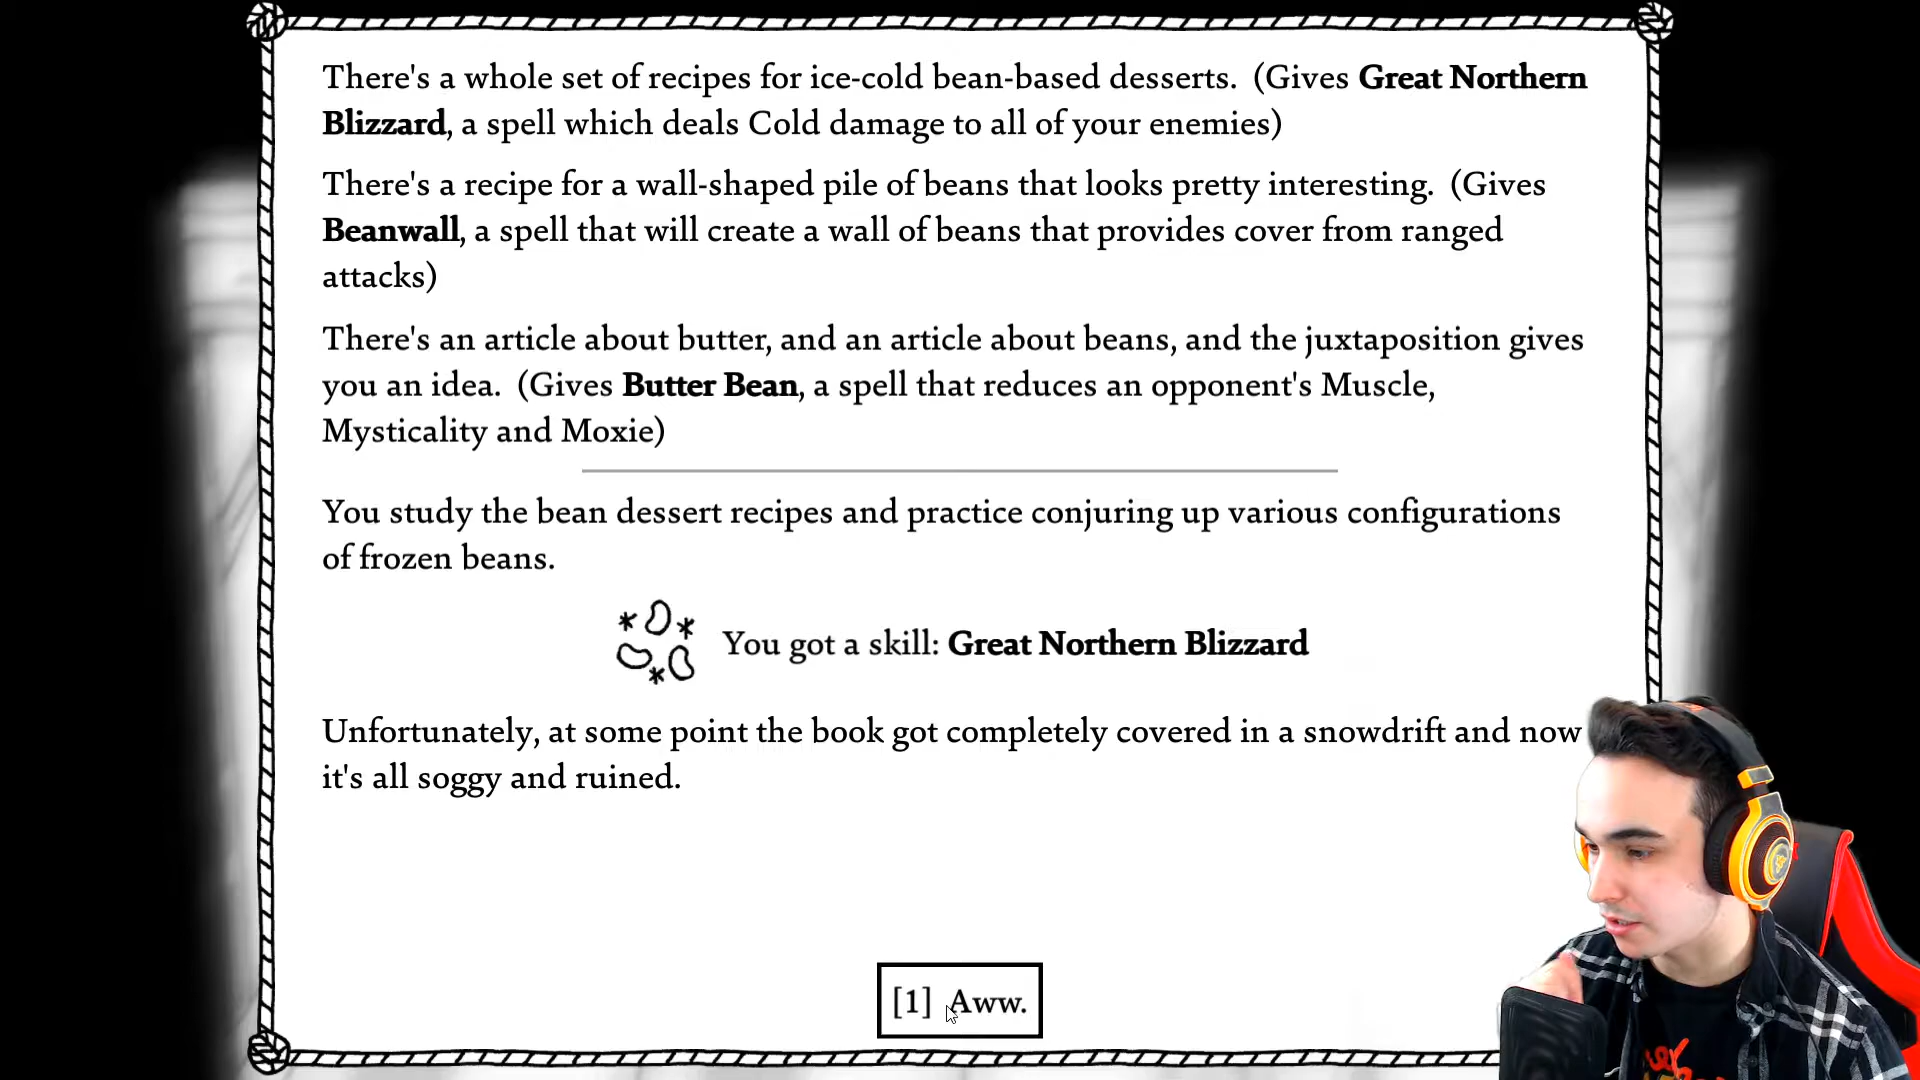 There's a whole set of recipes for ice-cold bean-based desserts. (Gives Great Northern
Blizzard, a spell which deals Cold damage to all of your enemies)
There's a recipe for a wall-shaped pile of beans that looks pretty interesting. (Gives
Beanwall, a spell that will create a wall of beans that provides cover from ranged
attacks)
There's an article about butter, and an article about beans, and the juxtaposition gives
you an idea. (Gives Butter Bean, a spell that reduces an opponent's Muscle,
Mysticality and Moxie)
You study the bean dessert recipes and practice conjuring up various configurations
of frozen beans.
You got a skill: Great Northern Blizzard
Unfortunately, at some point the book got completely covered in a snowdrift and now
it's all soggy and ruined.
[1] Aww.